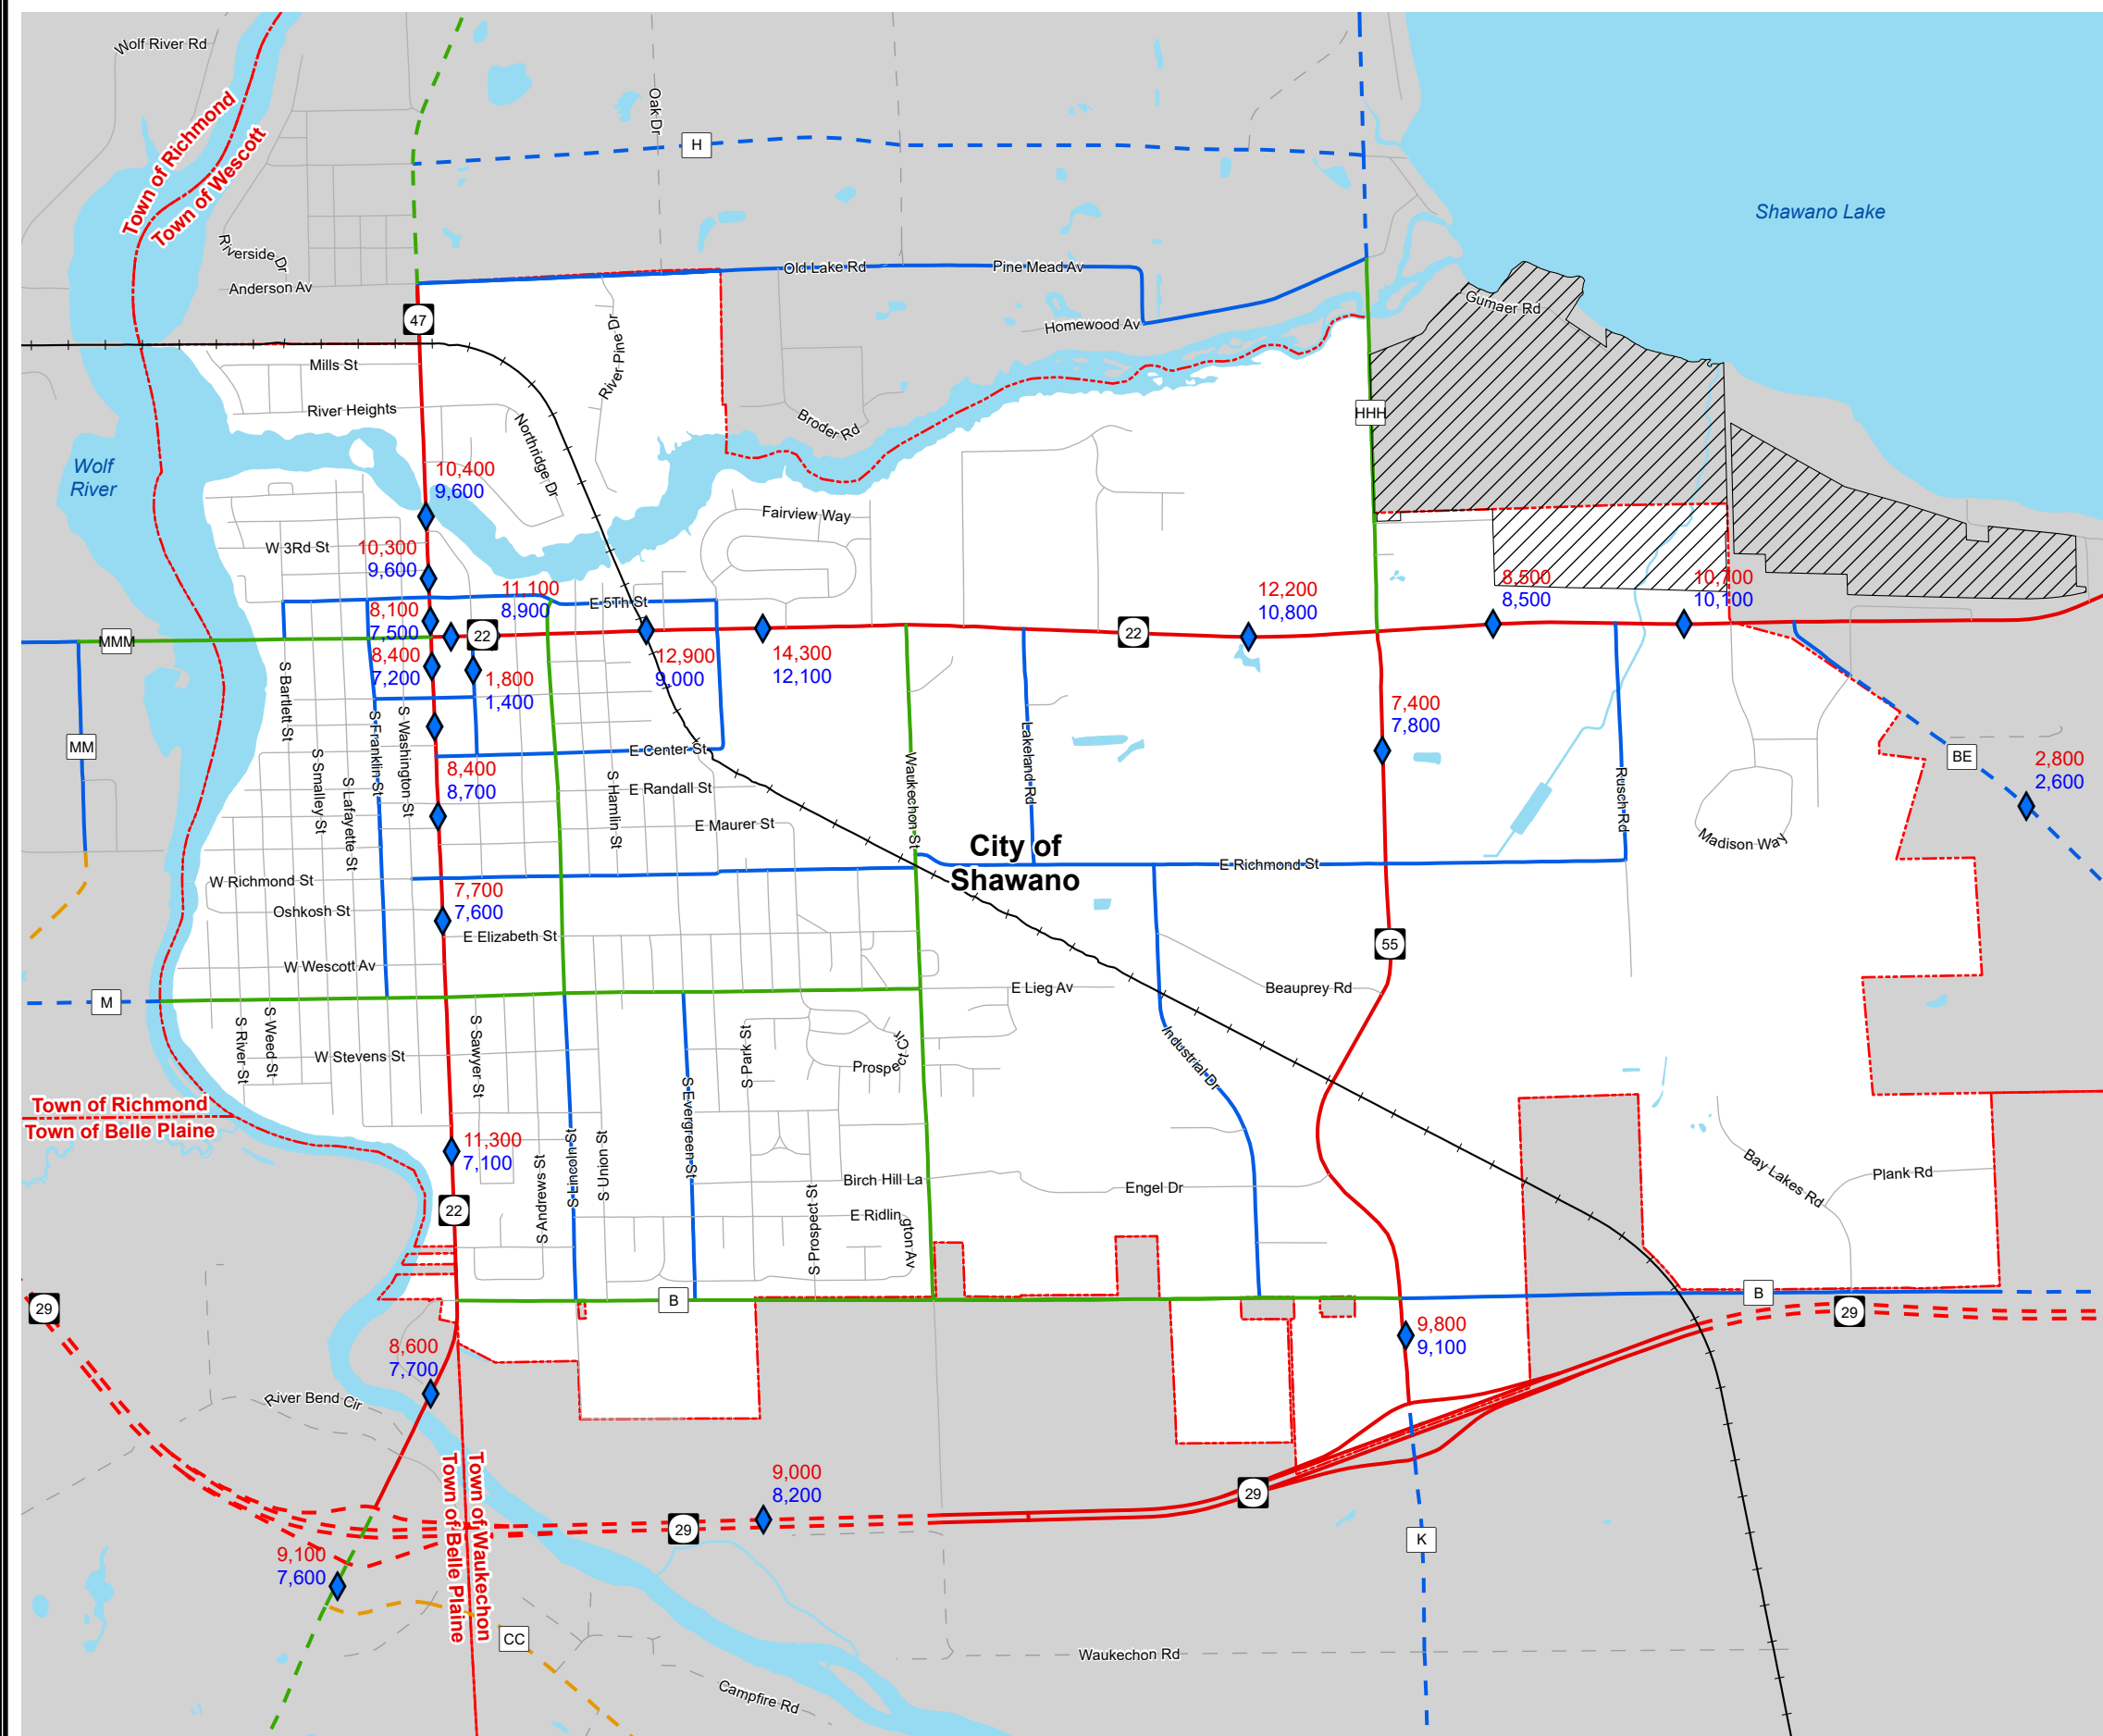 Wolf River Rd
Oak Dr
H
Town of Richmond
Town of Wescott
Shawano Lake
Riverside Dr
Anderson Av
Old Lake Rd
Pine Mead Av
Homewood Av
Gumaer Rd
47
River Pine Dr
Mills St
River Heights
Northridge Dr
Broder Rd
HHH
Wolf
River
10,400
9,600
Fairview Way
W 3Rd St
10,300
9,600
11,100
8,900
E 5Th St
8,100
7,500
12,200
10,800
8,500
8,500
10,700
10,100
MMM
22
22
8,400
7,200
1,800
1,400
12,900
9,000
14,300
12,100
7,400
7,800
MM
S Bartlett St
S Smalley St
S Lafayette St
S Franklin St
S Washington St
E Center St
8,400
8,700
E Randall St
S Hamlin St
E Maurer St
Waukechon St
Lakeland Rd
Rusch Rd
Madison Way
BE
2,800
2,600
City of
Shawano
E Richmond St
W Richmond St
Oshkosh St
7,700
7,600
E Elizabeth St
W Wescott Av
55
M
E Lieg Av
Beauprey Rd
S River St
S Weed St
W Stevens St
S Sawyer St
S Park St
Prospect Cir
Industrial Dr
Town of Richmond
Town of Belle Plaine
11,300
7,100
S Andrews St
S Lincoln St
S Union St
S Evergreen St
S Prospect St
Birch Hill La
E Ridlington Av
Engel Dr
Bay Lakes Rd
Plank Rd
22
29
B
B
29
8,600
7,700
9,800
9,100
River Bend Cir
Town of Waukechon
Town of Belle Plaine
9,000
8,200
29
29
K
9,100
7,600
CC
Waukechon Rd
Campfire Rd